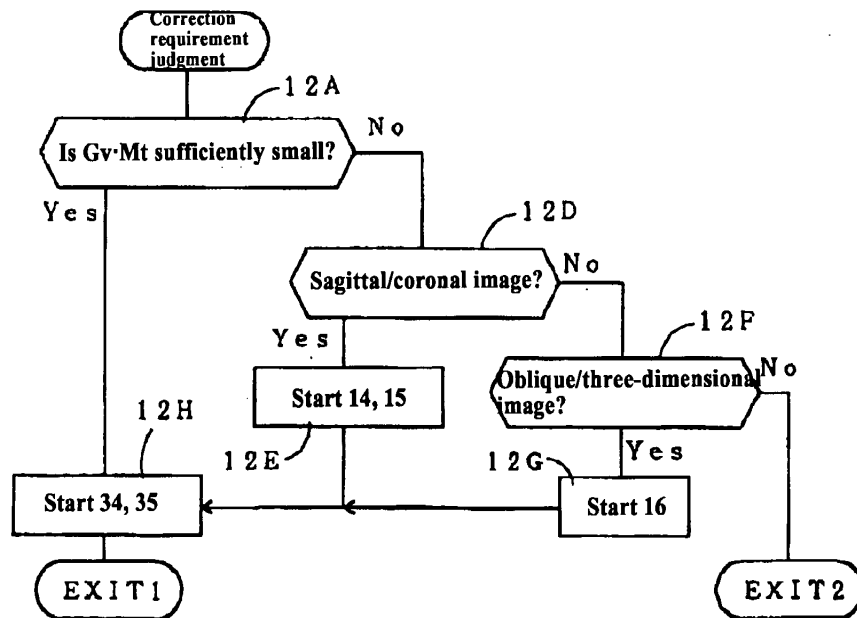 Correction
requirement
judgment
12A
Is Gv·Mt sufficiently small?
No
Yes
12D
Sagittal/coronal image?
No
Yes
12F
Oblique/three-dimensional
image?
No
Start 14, 15
12H
12E
12G
Yes
Start 34, 35
Start 16
EXIT1
EXIT2